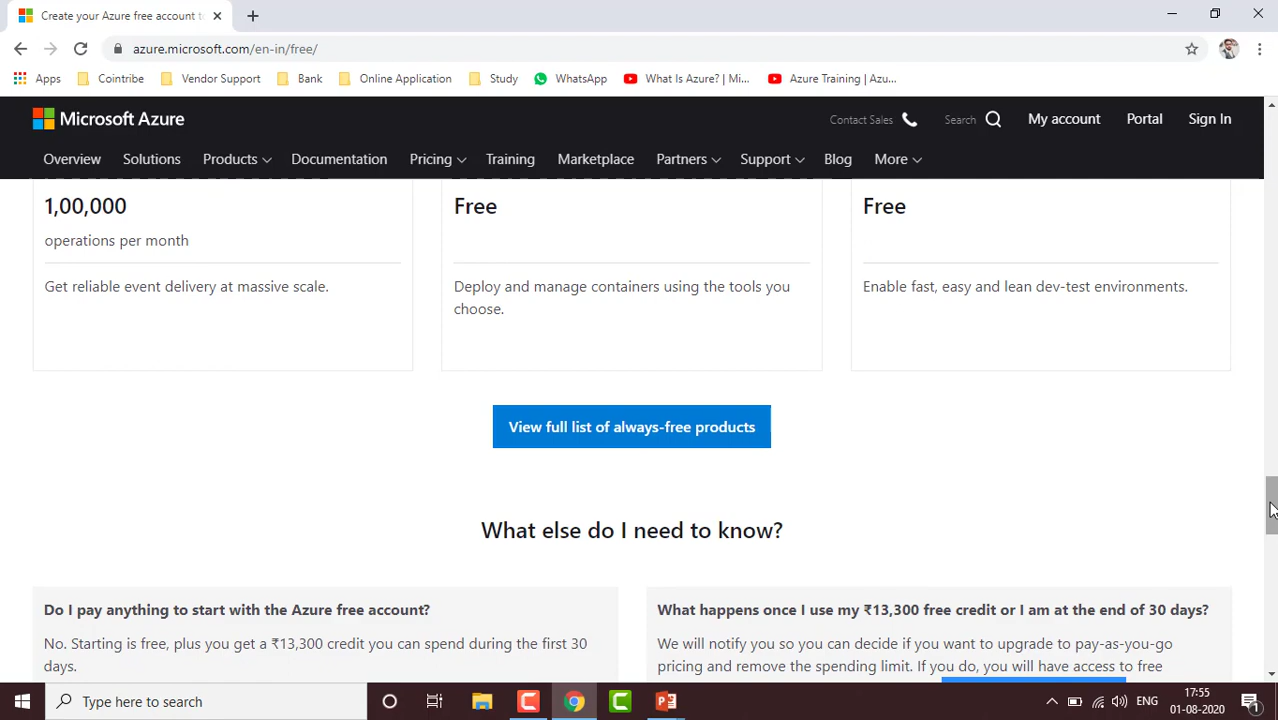 Create your Azure free account to
azure.microsoft.com/en-in/free/
Apps Cointribe Vendor Support Bank Online Application Study WhatsApp What Is Azure? | Mi... Azure Training | Azu...
Microsoft Azure
Contact Sales Search My account Portal Sign In
Overview Solutions Products Documentation Pricing Training Marketplace Partners Support Blog More
1,00,000
operations per month
Get reliable event delivery at massive scale.
Free
Deploy and manage containers using the tools you
choose.
Free
Enable fast, easy and lean dev-test environments.
View full list of always-free products
What else do I need to know?
Do I pay anything to start with the Azure free account?
No. Starting is free, plus you get a ₹13,300 credit you can spend during the first 30
days.
What happens once I use my ₹13,300 free credit or I am at the end of 30 days?
We will notify you so you can decide if you want to upgrade to pay-as-you-go
pricing and remove the spending limit. If you do, you will have access to free
Type here to search
ENG
17:55
01-08-2020
1